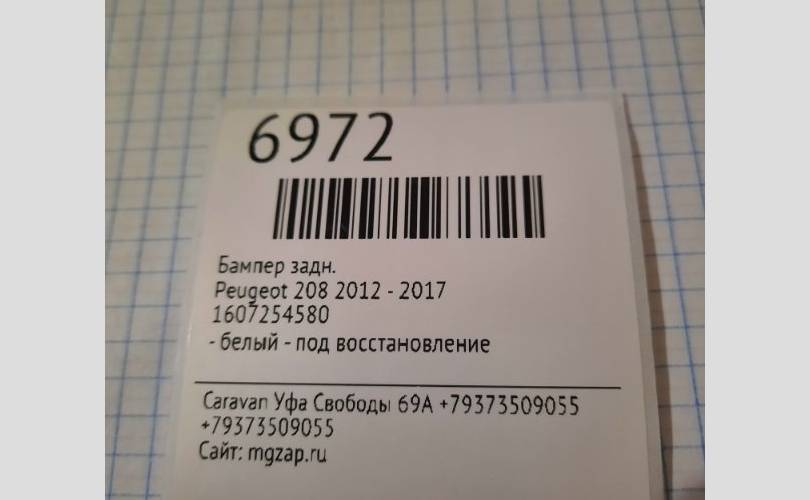 6972
Бампер задн.
Peugeot 208 2012 - 2017
1607254580
- белый - под восстановление
Caravan Уфа Свободы 69А +79373509055
+79373509055
Сайт: mgzap.ru